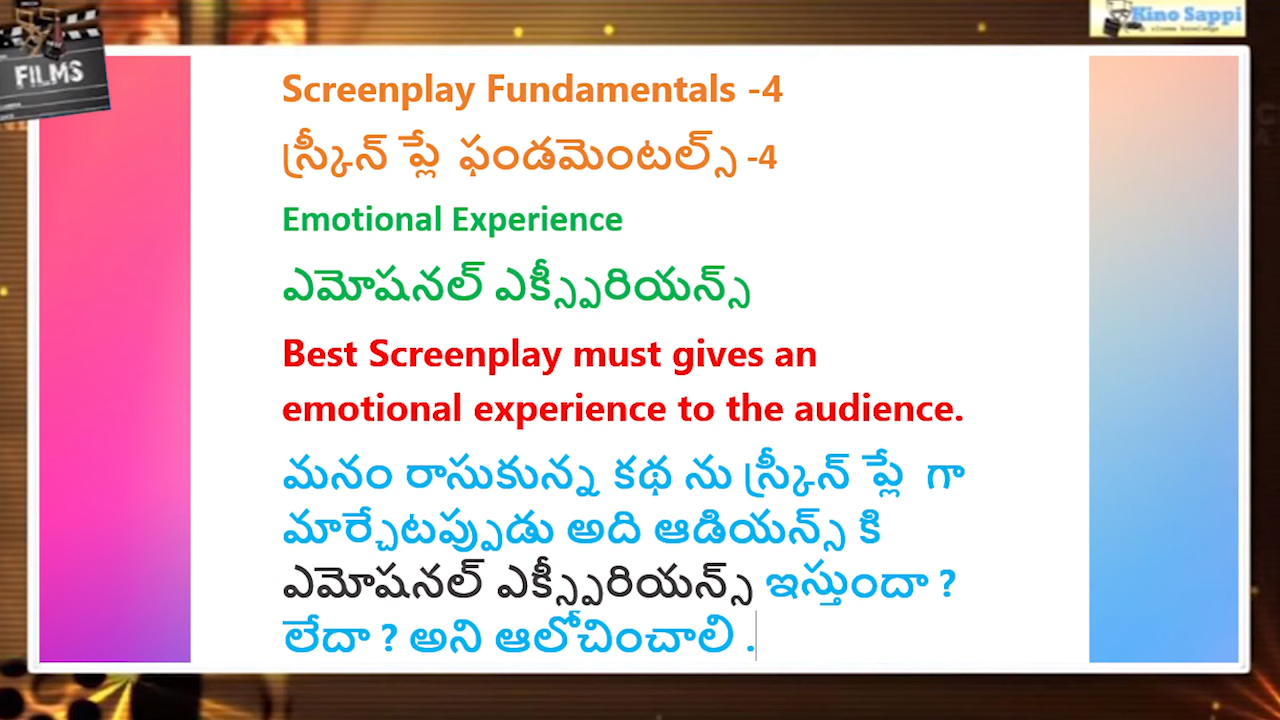 FILMS
Kino Sappi
cinema knowledge
Screenplay Fundamentals -4
స్క్రీన్ ప్లే ఫండమెంటల్స్ -4
Emotional Experience
ఎమోషనల్ ఎక్స్పీరియన్స్
Best Screenplay must gives an
emotional experience to the audience.
మనం రాసుకున్న కథ ను స్క్రీన్ ప్లే గా
మార్చేటప్పుడు అది ఆడియన్స్ కి
ఎమోషనల్ ఎక్స్పీరియన్స్ ఇస్తుందా ?
లేదా ? అని ఆలోచించాలి .